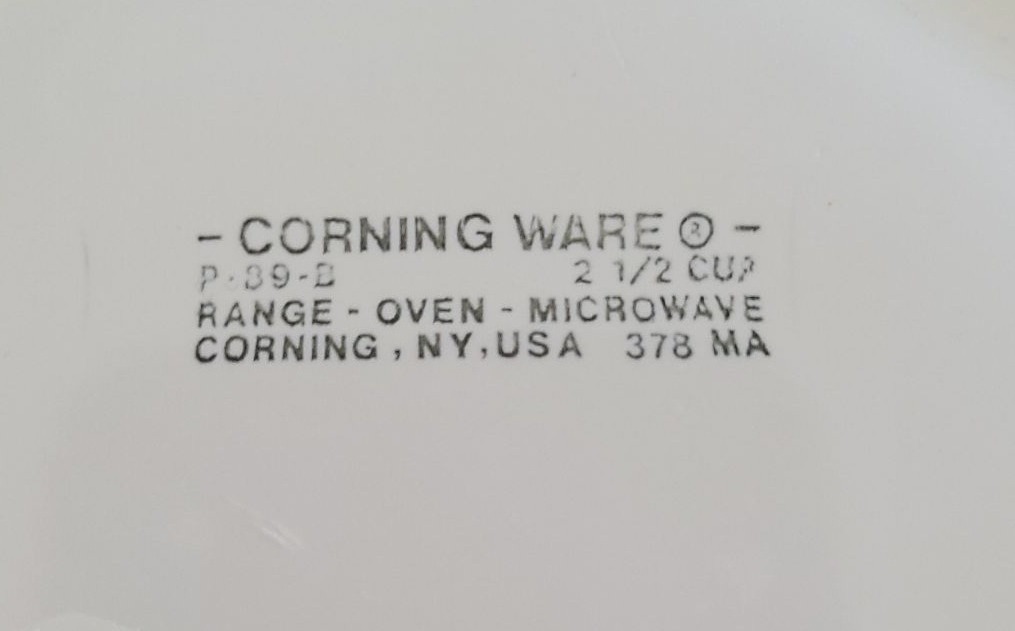 - CORNING WARE ® -
P-89-B 2 1/2 CUP
RANGE - OVEN - MICROWAVE
CORNING, NY, USA 378 MA